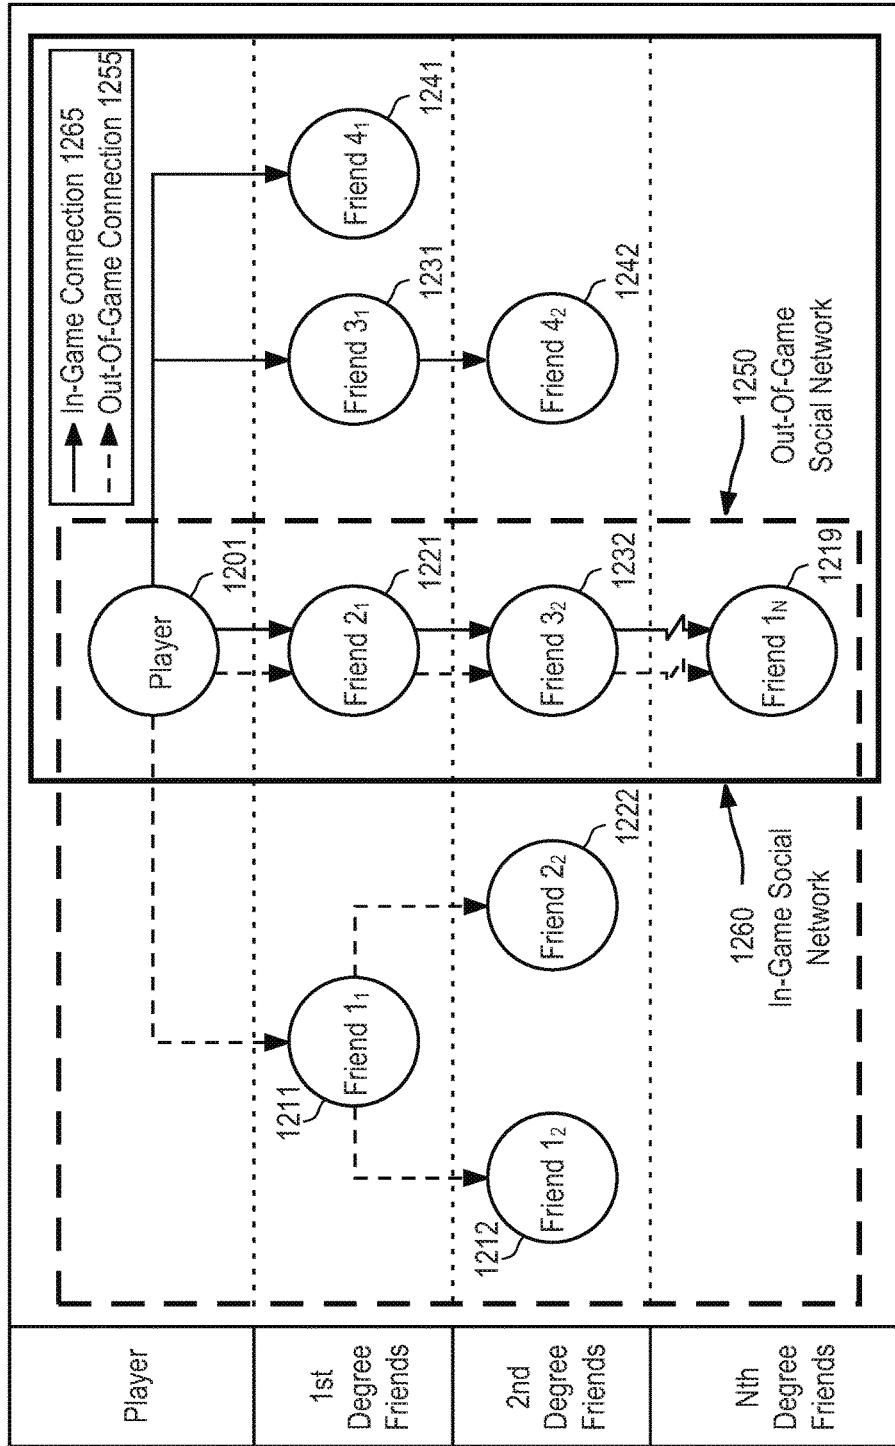 In-Game Connection 1265
Out-Of-Game Connection 1255
Player
Player
1201
1st
Degree
Friends
1211
Friend 1₁
Friend 2₁
1221
Friend 3₁
1231
Friend 4₁
1241
2nd
Degree
Friends
1212
Friend 1₂
Friend 2₂
1222
Friend 3₂
1232
Friend 4₂
1242
Nth
Degree
Friends
1260
In-Game Social
Network
Friend 1N
1219
1250
Out-Of-Game
Social Network